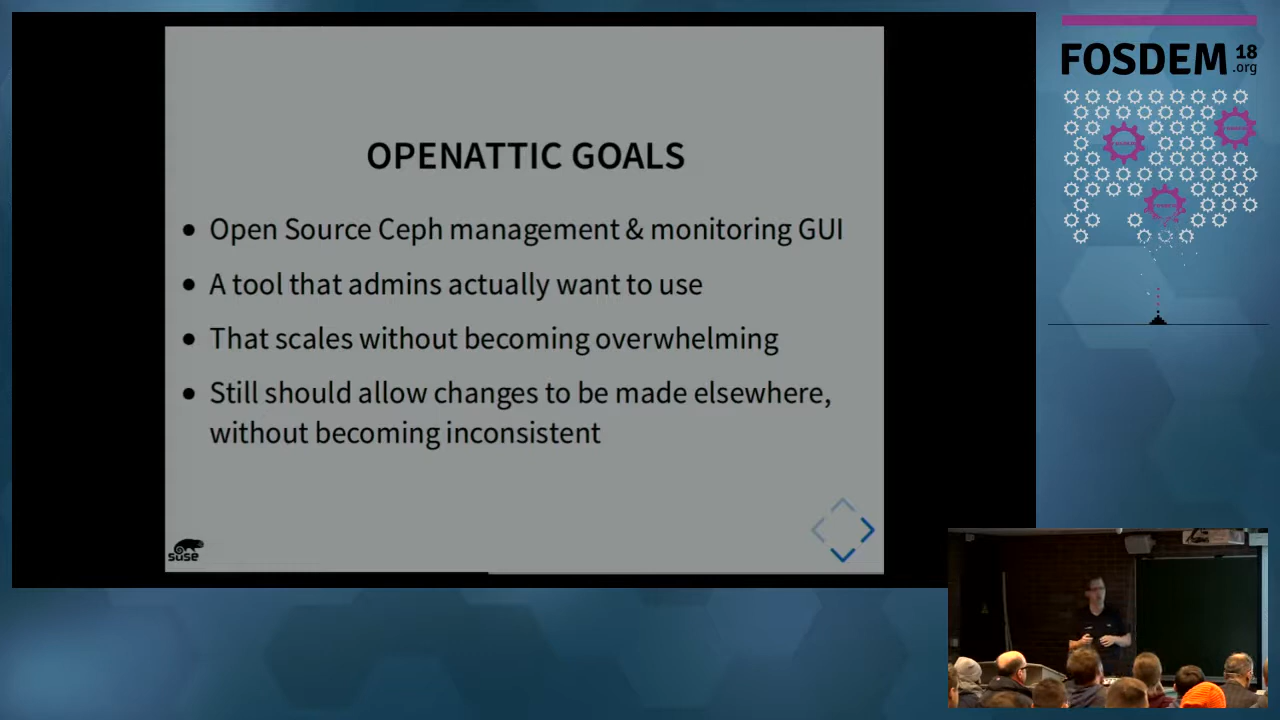 OPENATTIC GOALS
• Open Source Ceph management & monitoring GUI
• A tool that admins actually want to use
• That scales without becoming overwhelming
• Still should allow changes to be made elsewhere,
without becoming inconsistent
SUSE
FOSDEM 18
.org